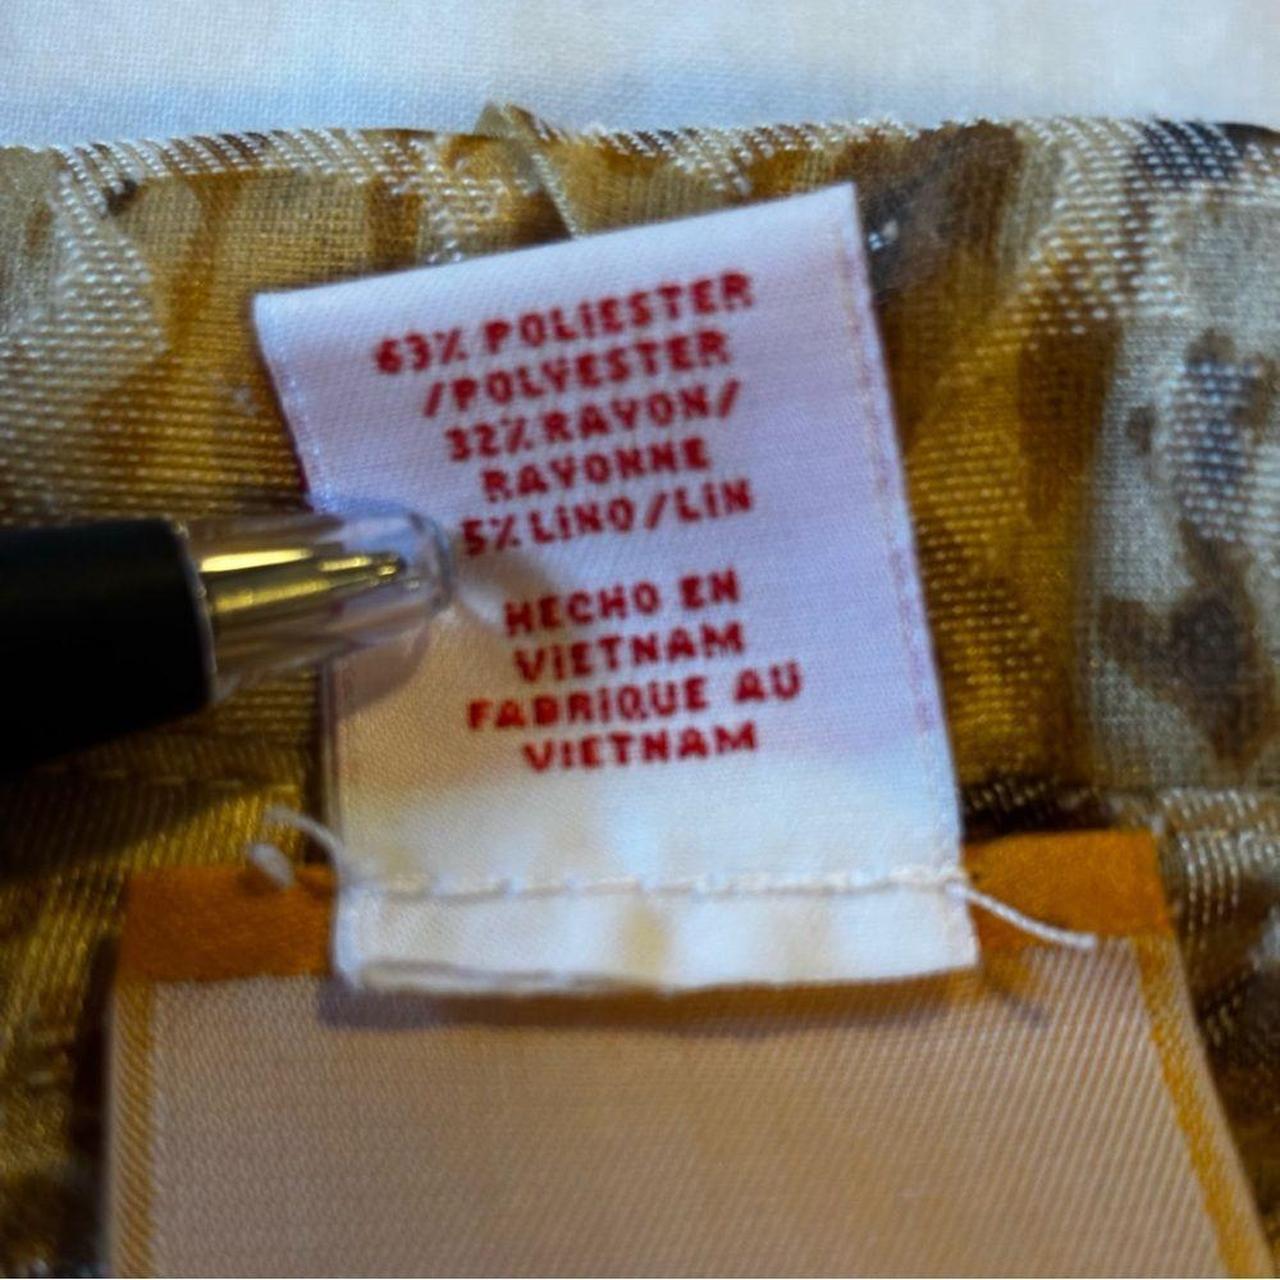 63% POLIESTER
/POLYESTER
32% RAYON/
RAYONNE
5% LINO/LIN
HECHO EN
VIETNAM
FABRIQUE AU
VIETNAM